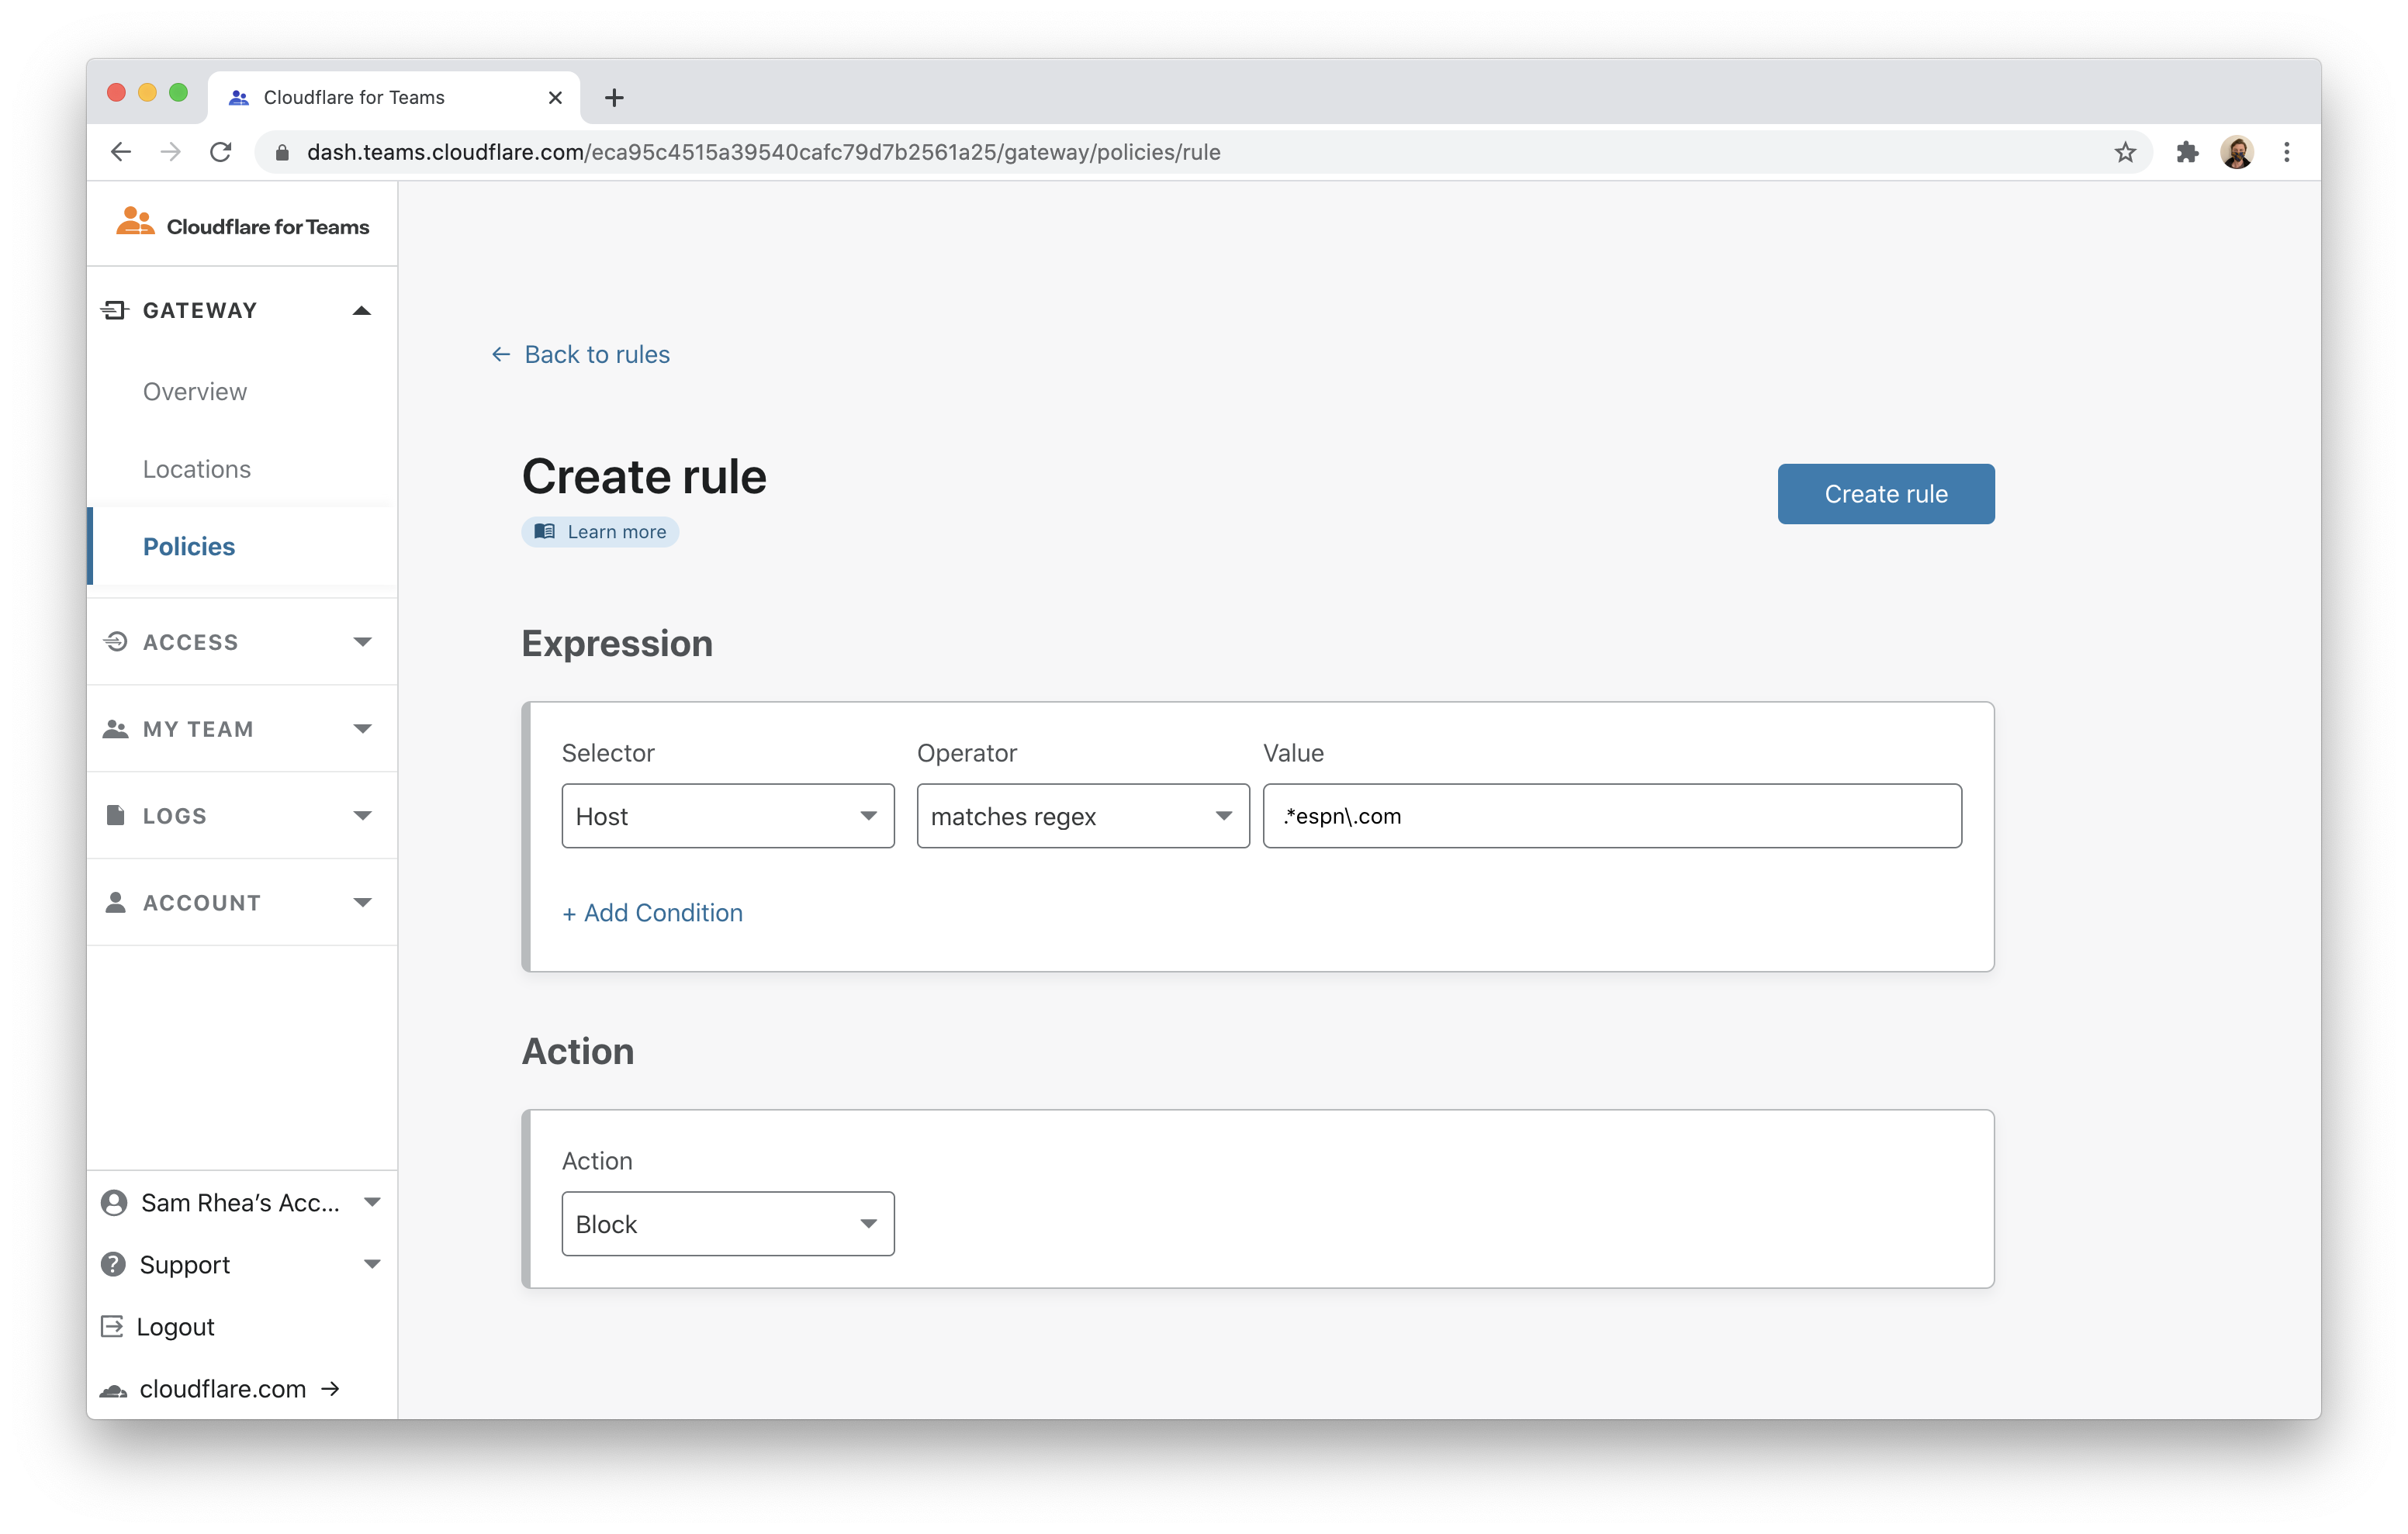 Cloudflare for Teams
dash.teams.cloudflare.com/eca95c4515a39540cafc79d7b2561a25/gateway/policies/rule
Cloudflare for Teams
GATEWAY
Overview
Locations
Policies
ACCESS
MY TEAM
LOGS
ACCOUNT
Sam Rhea’s Acc...
Support
Logout
cloudflare.com →
← Back to rules
Create rule
Create rule
Learn more
Expression
Selector Operator Value
Host matches regex .*espn\.com
+ Add Condition
Action
Action
Block